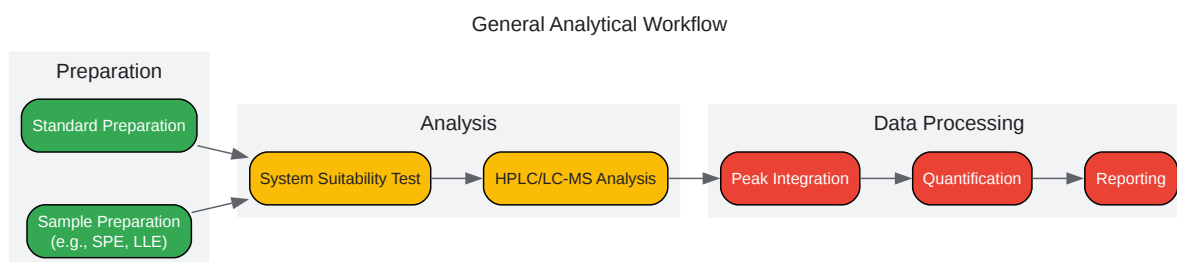 General Analytical Workflow
Preparation
Standard Preparation
Sample Preparation
(e.g., SPE, LLE)
Analysis
System Suitability Test
HPLC/LC-MS Analysis
Data Processing
Peak Integration
Quantification
Reporting